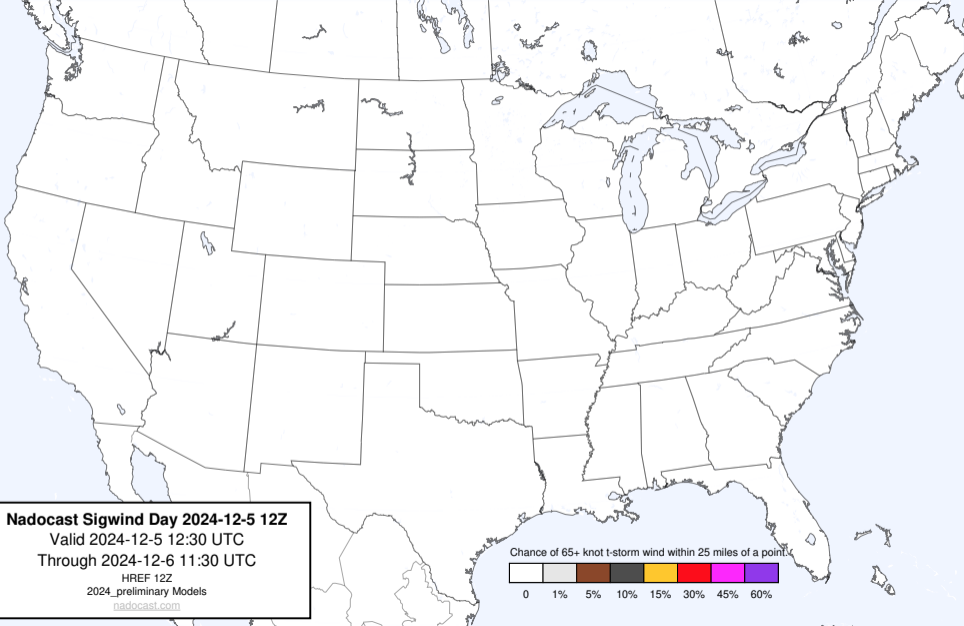 Nadocast Sigwind Day 2024-12-5 12Z
Valid 2024-12-5 12:30 UTC
Through 2024-12-6 11:30 UTC
HREF 12Z
2024_preliminary Models
nadocast.com
Chance of 65+ knot t-storm wind within 25 miles of a point.
0 1% 5% 10% 15% 30% 45% 60%